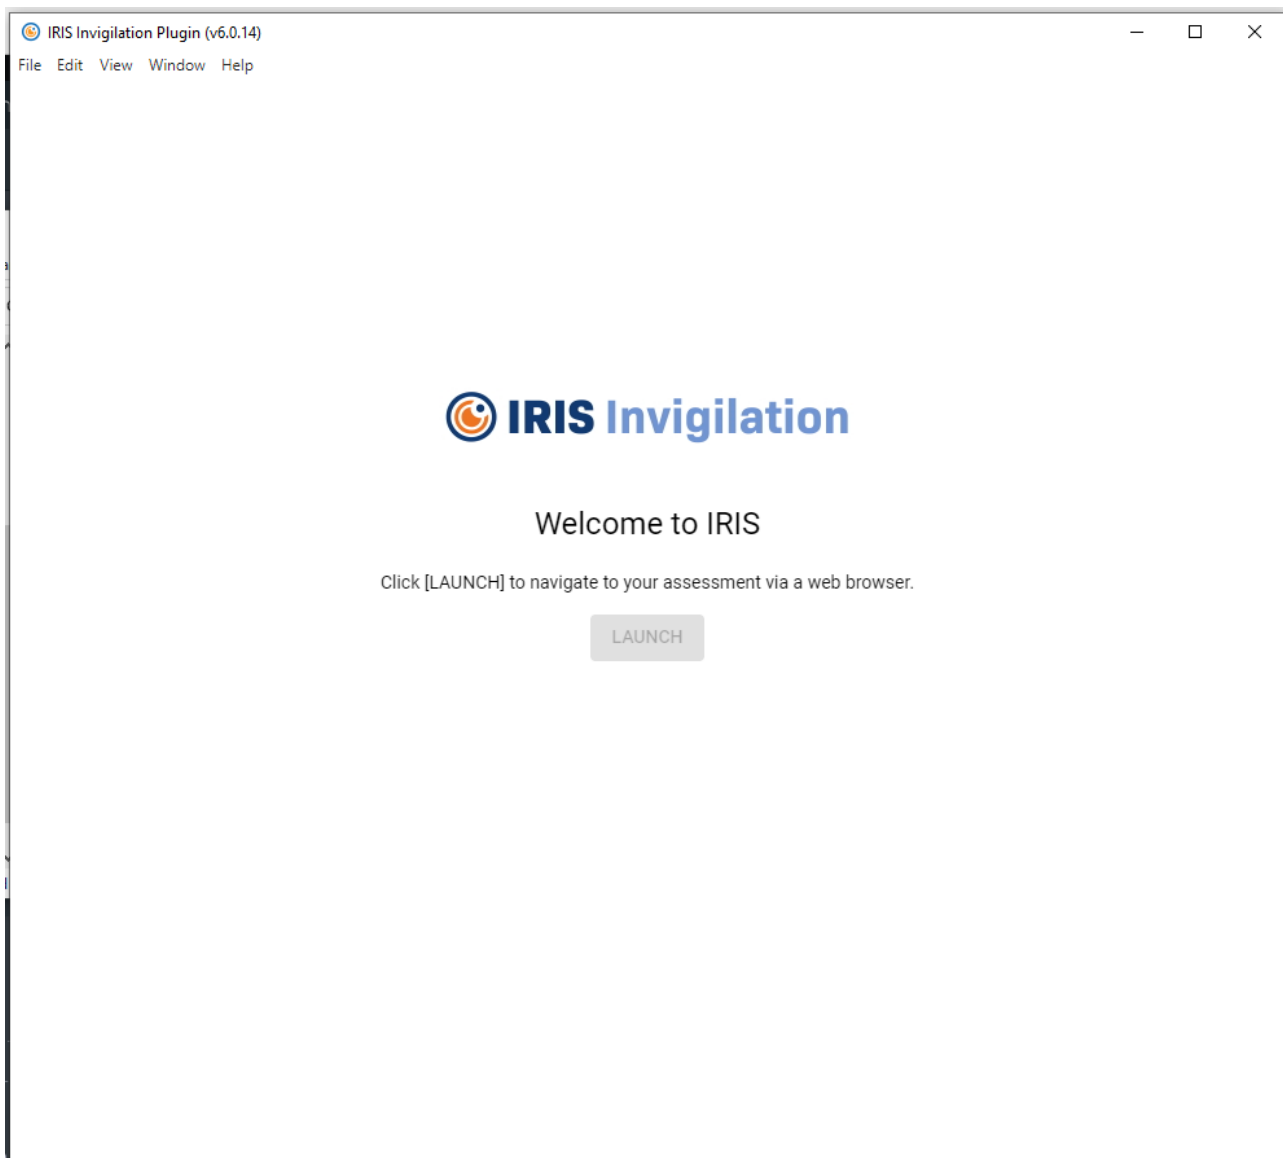 IRIS Invigilation Plugin (v6.0.14)
File Edit View Window Help
IRIS Invigilation
Welcome to IRIS
Click [LAUNCH] to navigate to your assessment via a web browser.
LAUNCH